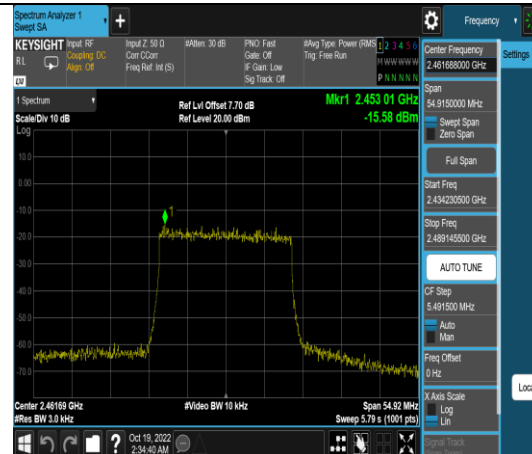 Spectrum Analyzer 1
Swept SA
+
Frequency
KEYSIGHT
RL
Input: RF
Coupling: DC
Align: Off
Input Z: 50 Ω
Corr CCorr
Freq Ref: Int (S)
#Atten: 30 dB
PNO: Fast
Gate: Off
IF Gain: Low
Sig Track: Off
#Avg Type: Power (RMS)
Trig: Free Run
1 2 3 4 5 6
M W W W W W
P N N N N N
1 Spectrum
Scale/Div 10 dB
Log
Ref Lvl Offset 7.70 dB
Ref Level 20.00 dBm
Mkr1 2.453 01 GHz
-15.58 dBm
10.0
0.00
-10.0
-20.0
-30.0
-40.0
-50.0
-60.0
-70.0
1
Center 2.46169 GHz
#Res BW 3.0 kHz
#Video BW 10 kHz
Span 54.92 MHz
Sweep 5.79 s (1001 pts)
Oct 19, 2022
2:34:40 AM
?
Center Frequency
2.461688000 GHz
Settings
Span
54.9150000 MHz
Swept Span
Zero Span
Full Span
Start Freq
2.434230500 GHz
Stop Freq
2.489145500 GHz
AUTO TUNE
CF Step
5.491500 MHz
Auto
Man
Freq Offset
0 Hz
X Axis Scale
Log
Lin
Signal Track
Loca